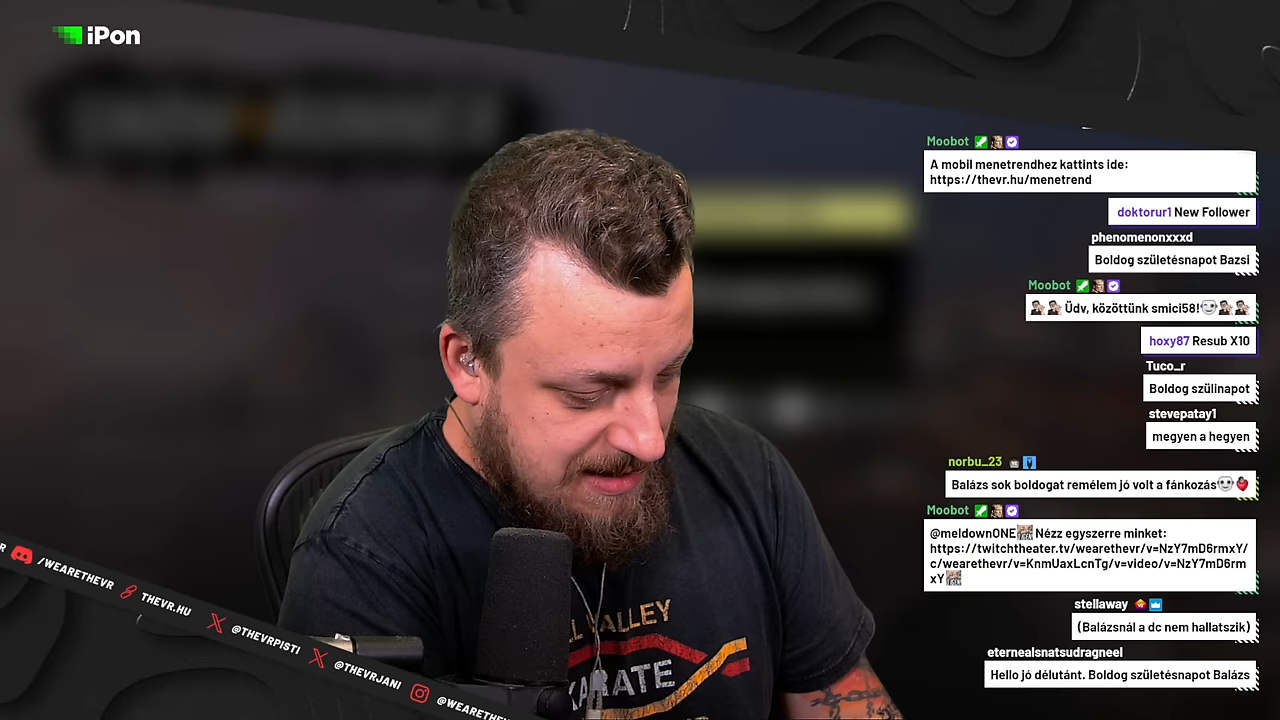 iPon
Moobot
A mobil menetrendhez kattints ide:
https://thevr.hu/menetrend
doktorur1 New Follower
phenomenonxxxd
Boldog születésnapot Bazsi
Moobot
Üdv, közöttünk smici58!
hoxy87 Resub X10
Tuco_r
Boldog szülinapot
stevepatay1
megyen a hegyen
norbu_23
Balázs sok boldogat remélem jó volt a fánkozás
Moobot
@meldownONE Nézz egyszerre minket:
https://twitchtheater.tv/wearethevr/v=NzY7mD6rmxY/
c/wearethevr/v=KnmUaxLcnTg/v=video/v=NzY7mD6rm
xY
stellaway
(Balázsnál a dc nem hallatszik)
eternealsnatsudragneel
Hello jó délutánt. Boldog születésnapot Balázs
R /WEARETHEVR THEVR.HU @THEVRPISTI @THEVRJANI @WEARETHEV
LL VALLEY
KARATE